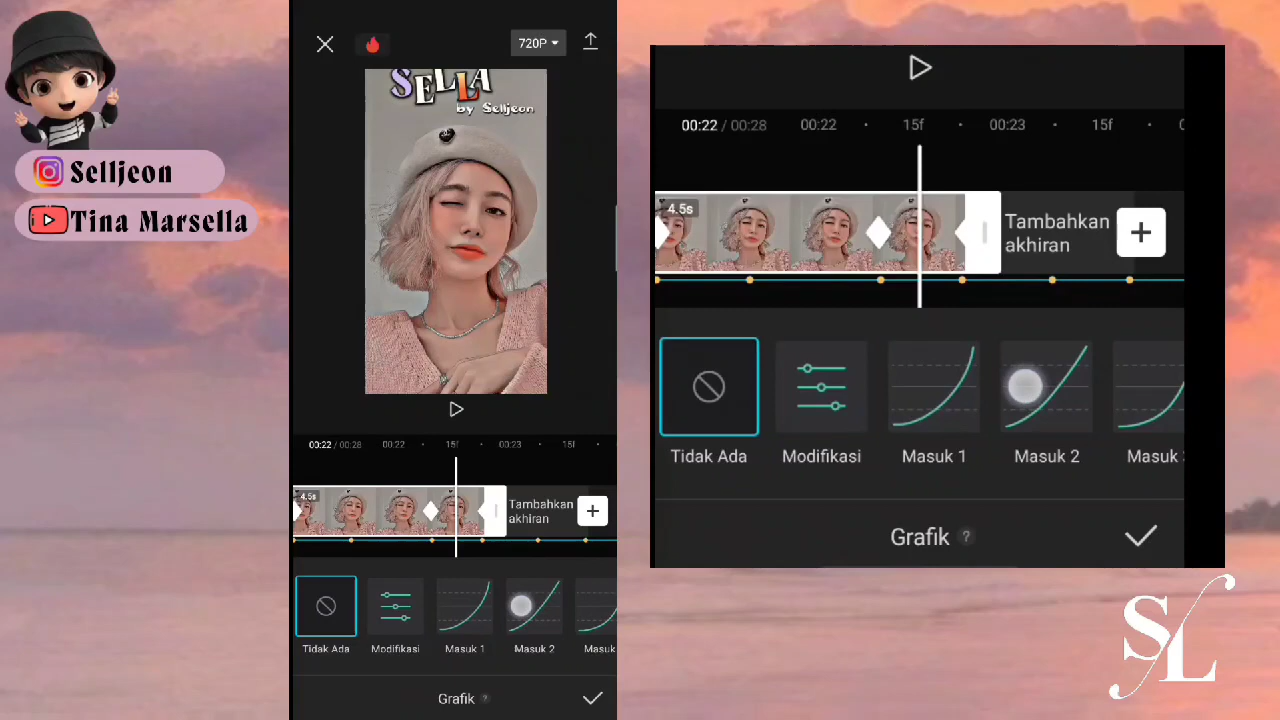 Selljeon
Tina Marsella
720P
SELLA
by Selljeon
00:22 / 00:28 00:22 15f 00:23 15f
4.5s
Tambahkan
akhiran
Tidak Ada Modifikasi Masuk 1 Masuk 2 Masuk
Grafik ?
00:22 / 00:28 00:22 15f 00:23 15f
4.5s
Tambahkan
akhiran
Tidak Ada Modifikasi Masuk 1 Masuk 2 Masuk
Grafik ?
SL